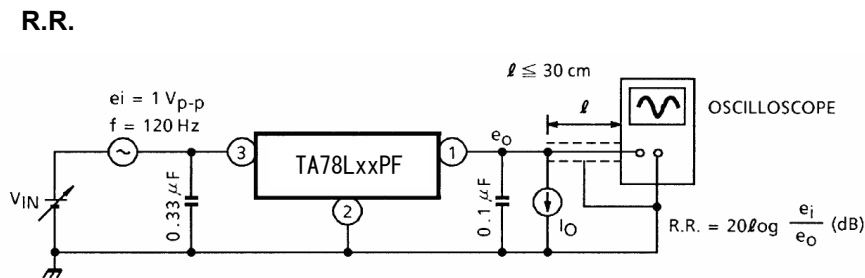 R.R.
ℓ ≦ 30 cm
ei = 1 Vp-p
f = 120 Hz
ℓ
OSCILLOSCOPE
3
TA78LxxPF
1
eo
VIN
0.33 μF
2
0.1 μF
IO
R.R. = 20ℓog ei/eo (dB)